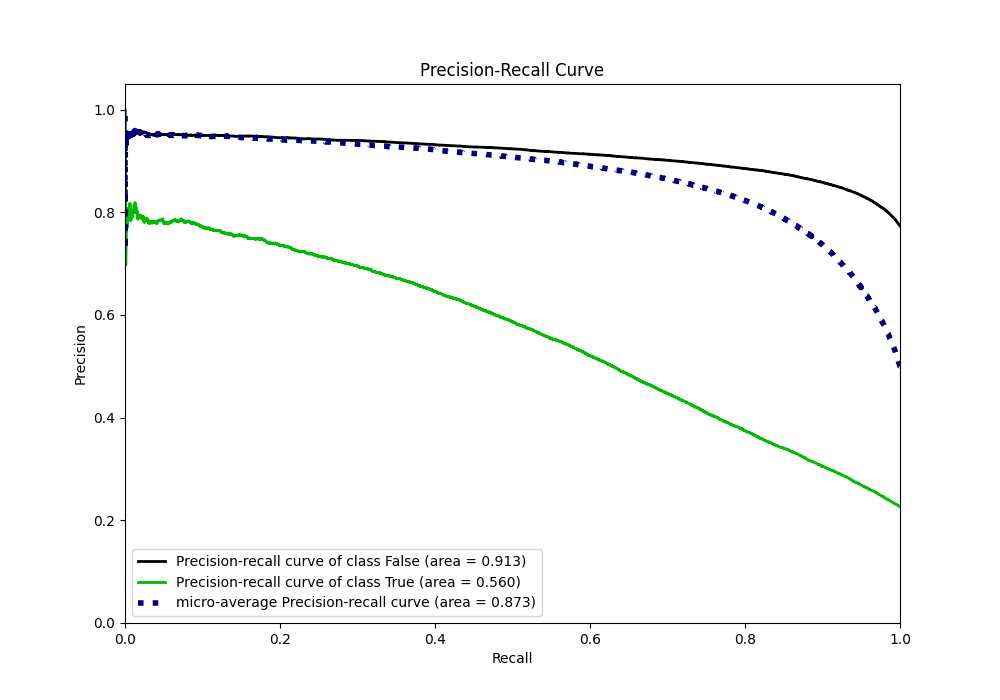 Precision-Recall Curve
1.0
0.8
0.6
0.4
0.2
0.0
Precision
Precision-recall curve of class False (area = 0.913)
Precision-recall curve of class True (area = 0.560)
micro-average Precision-recall curve (area = 0.873)
0.0 0.2 0.4 0.6 0.8 1.0
Recall